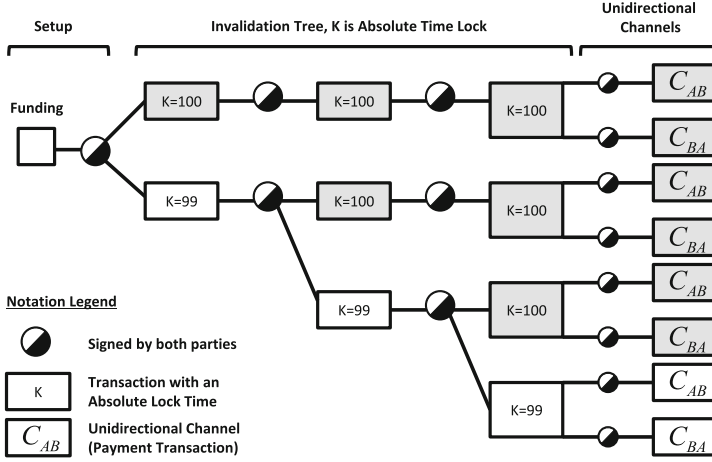 Setup
Invalidation Tree, K is Absolute Time Lock
Unidirectional
Channels
Funding
K=100
K=100
K=100
C_AB
C_BA
K=99
K=100
K=100
C_AB
C_BA
K=99
K=100
C_AB
C_BA
K=99
C_AB
C_BA
Notation Legend
Signed by both parties
K
Transaction with an
Absolute Lock Time
C_AB
Unidirectional Channel
(Payment Transaction)